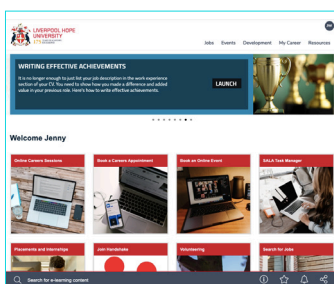 LIVERPOOL HOPE
UNIVERSITY
Jobs Events Development My Career Resources
WRITING EFFECTIVE ACHIEVEMENTS
It is no longer enough to just list your job description in the work experience
section of your CV. You need to show how you made a difference and added
value in your previous role. Here's how to write effective achievements.
LAUNCH
Welcome Jenny
Online Careers Sessions
Book a Careers Appointment
Book an Online Event
SALA Task Manager
Placements and Internships
Join Handshake
Volunteering
Search for Jobs
Search for e-learning content